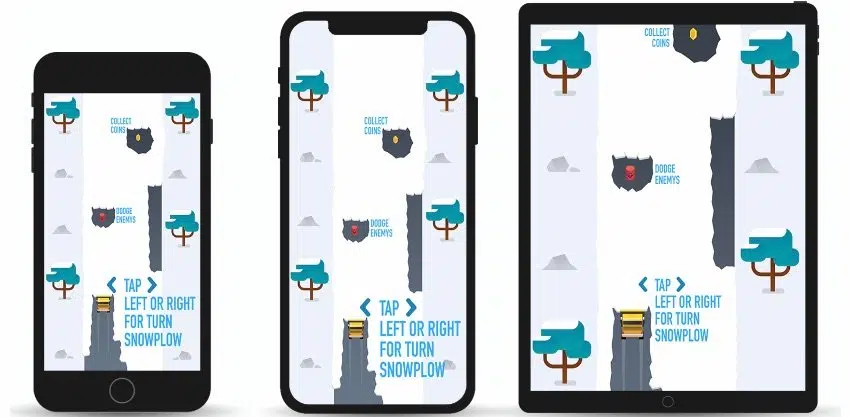 COLLECT
COINS
DODGE
ENEMYS
TAP
LEFT OR RIGHT
FOR TURN
SNOWPLOW
COLLECT
COINS
DODGE
ENEMYS
TAP
LEFT OR RIGHT
FOR TURN
SNOWPLOW
COLLECT
COINS
DODGE
ENEMYS
TAP
LEFT OR RIGHT
FOR TURN
SNOWPLOW